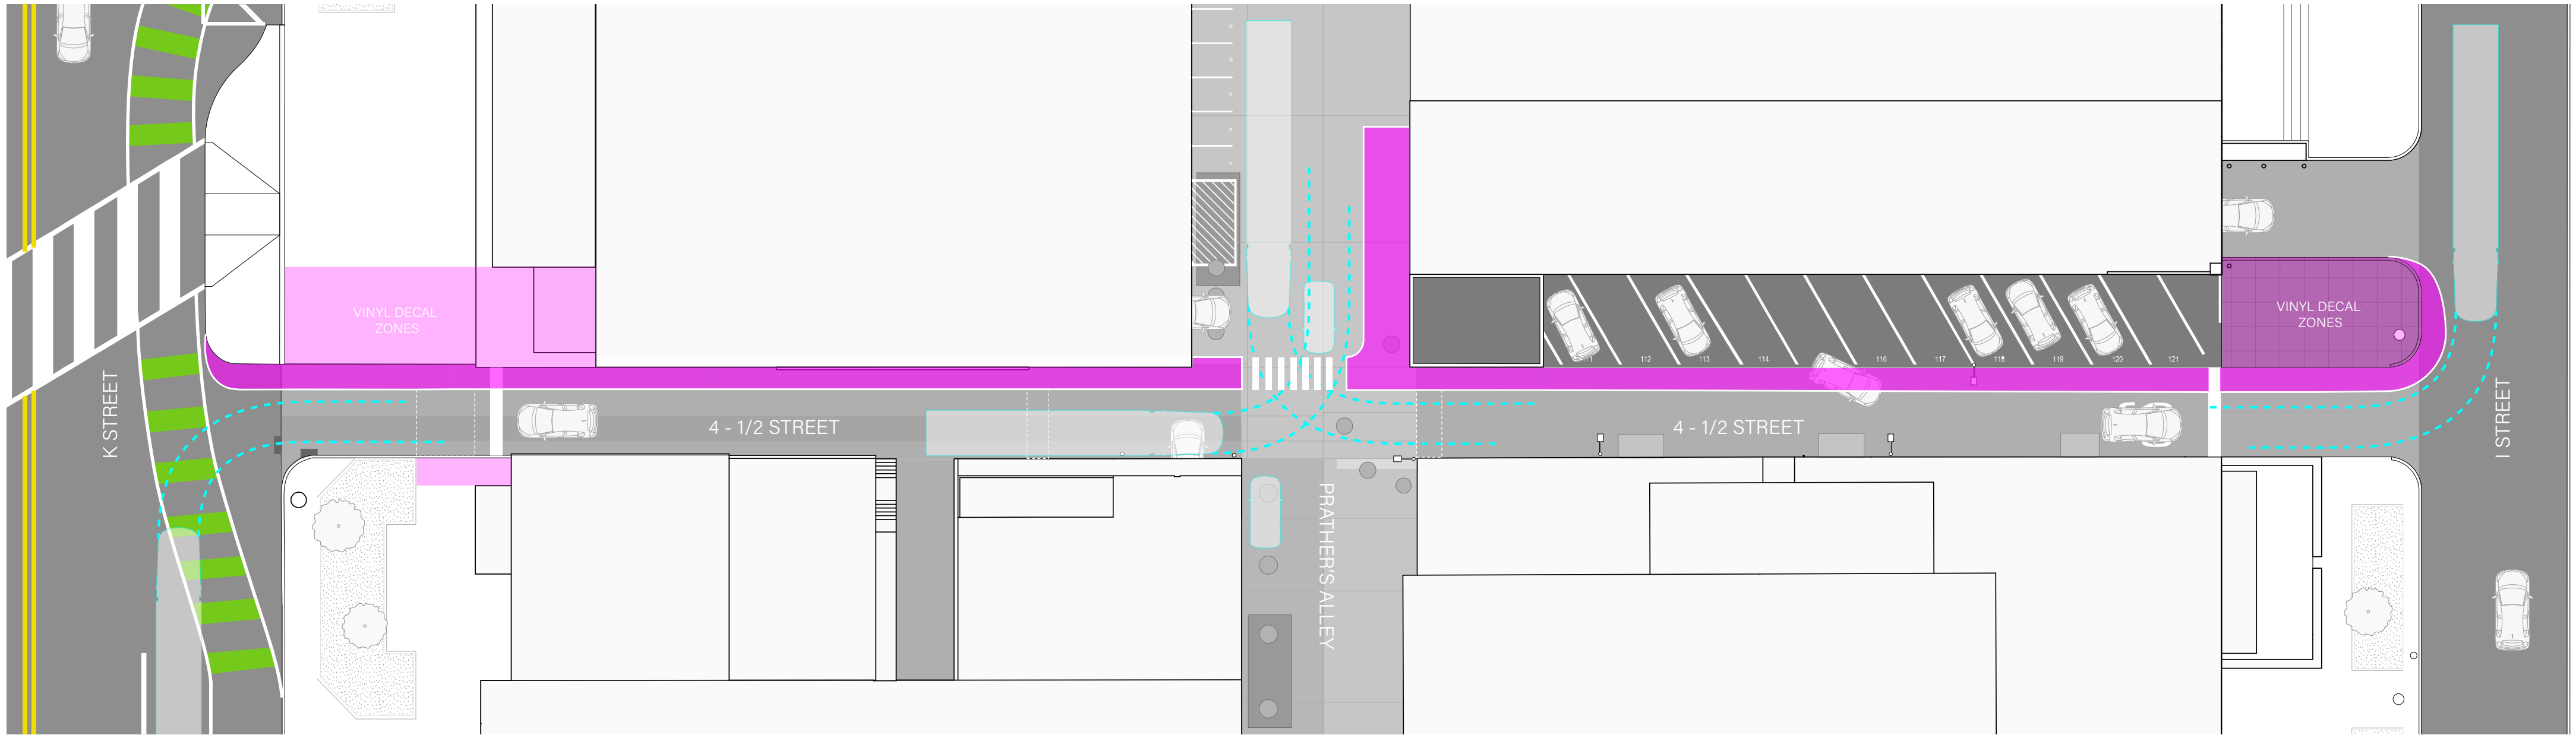 VINYL DECAL
ZONES
VINYL DECAL
ZONES
112
113
114
116
117
118
119
120
121
K STREET
4 - 1/2 STREET
4 - 1/2 STREET
I STREET
PRATHER'S ALLEY